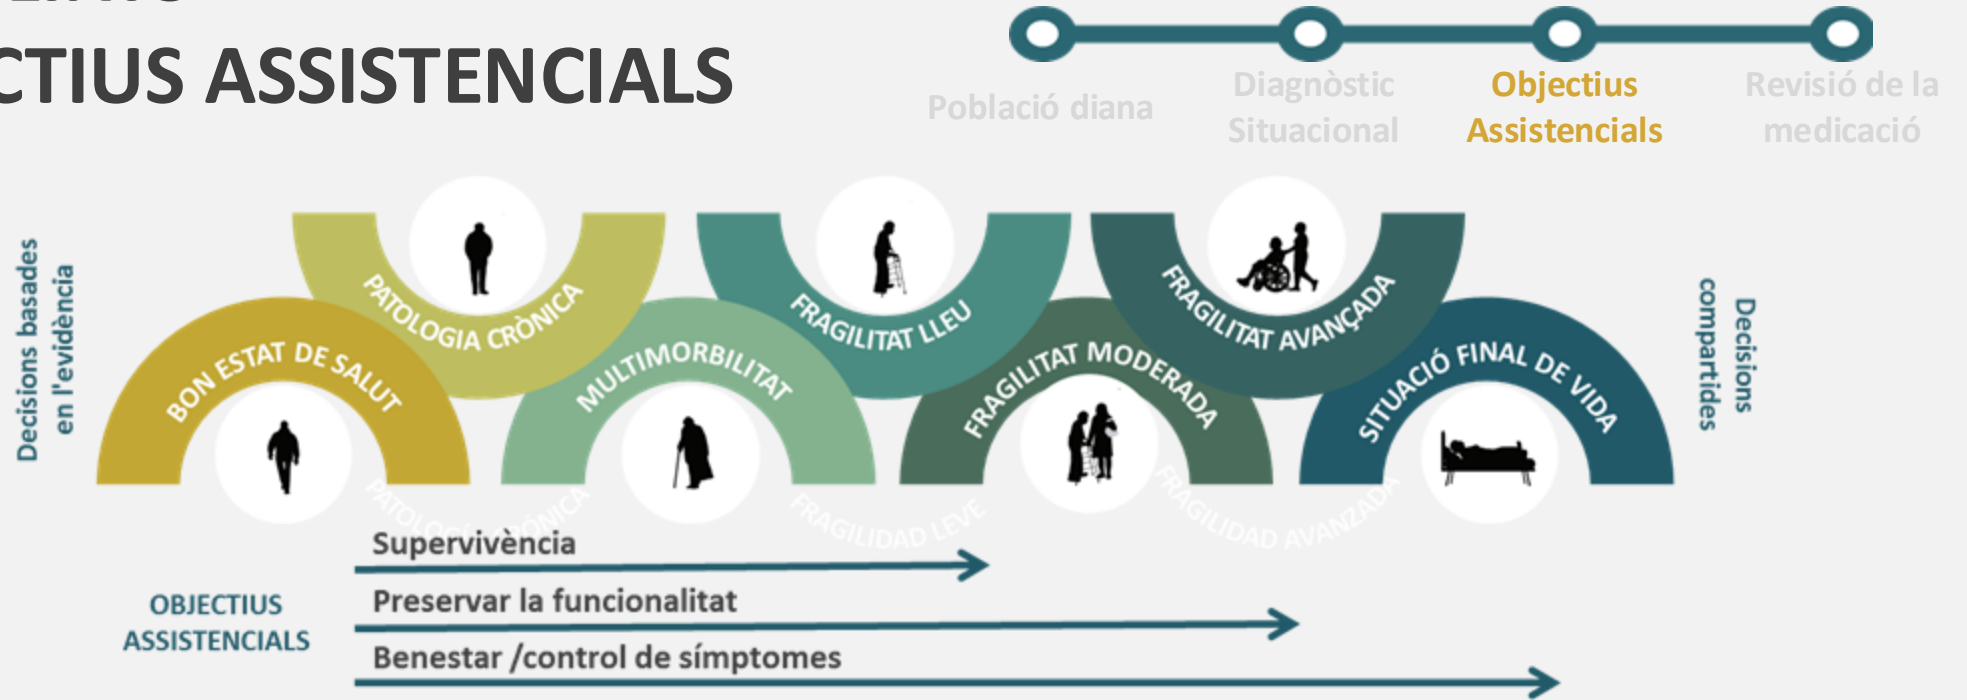 CTIUS ASSISTENCIALS
Població diana
Diagnòstic
Situacional
Objectius
Assistencials
Revisió de la
medicació
Decisions basades
en l'evidència
BON ESTAT DE SALUT
PATOLOGIA CRÒNICA
MULTIMORBILITAT
FRAGILITAT LLEU
FRAGILITAT MODERADA
FRAGILITAT AVANÇADA
SITUACIÓ FINAL DE VIDA
Decisions
compartides
PATOLOGÍA CRÓNICA
FRAGILIDAD LEVE
FRAGILIDAD AVANZADA
OBJECTIUS
ASSISTENCIALS
Supervivència
Preservar la funcionalitat
Benestar /control de símptomes